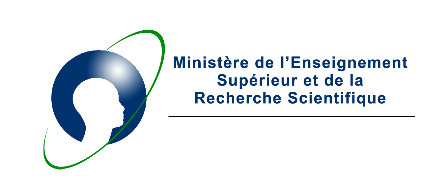 Ministère de l'Enseignement
Supérieur et de la
Recherche Scientifique